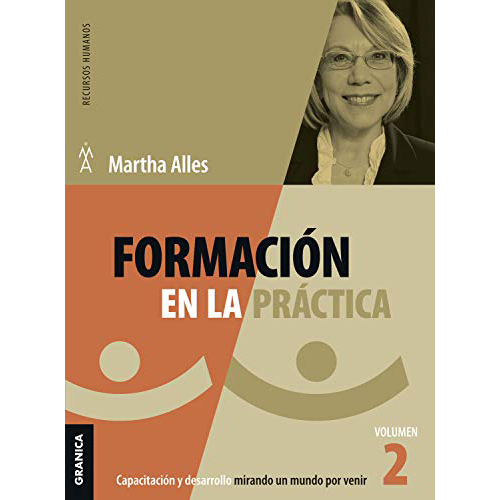 RECURSOS HUMANOS
MA
Martha Alles
FORMACIÓN
EN LA PRÁCTICA
VOLUMEN
2
Capacitación y desarrollo mirando un mundo por venir
GRANICA